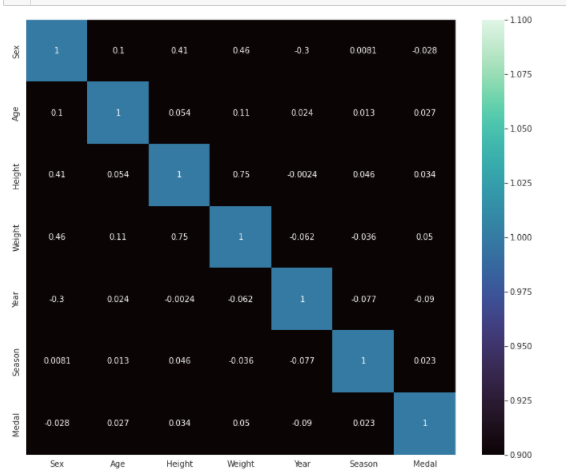 Sex 1 0.1 0.41 0.46 -0.3 0.0081 -0.028
Age 0.1 1 0.054 0.11 0.024 0.013 0.027
Height 0.41 0.054 1 0.75 -0.0024 0.046 0.034
Weight 0.46 0.11 0.75 1 -0.062 -0.036 0.05
Year -0.3 0.024 -0.0024 -0.062 1 -0.077 -0.09
Season 0.0081 0.013 0.046 -0.036 -0.077 1 0.023
Medal -0.028 0.027 0.034 0.05 -0.09 0.023 1
Sex Age Height Weight Year Season Medal
1.100
1.075
1.050
1.025
1.000
0.975
0.950
0.925
0.900